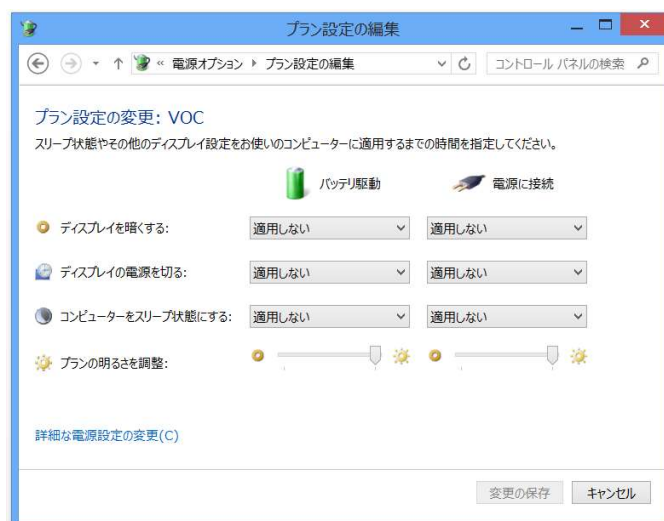 プラン設定の編集
« 電源オプション ▸ プラン設定の編集 コントロール パネルの検索
プラン設定の変更: VOC
スリープ状態やその他のディスプレイ設定をお使いのコンピューターに適用するまでの時間を指定してください。
バッテリ駆動 電源に接続
ディスプレイを暗くする: 適用しない 適用しない
ディスプレイの電源を切る: 適用しない 適用しない
コンピューターをスリープ状態にする: 適用しない 適用しない
プランの明るさを調整:
詳細な電源設定の変更(C)
変更の保存 キャンセル